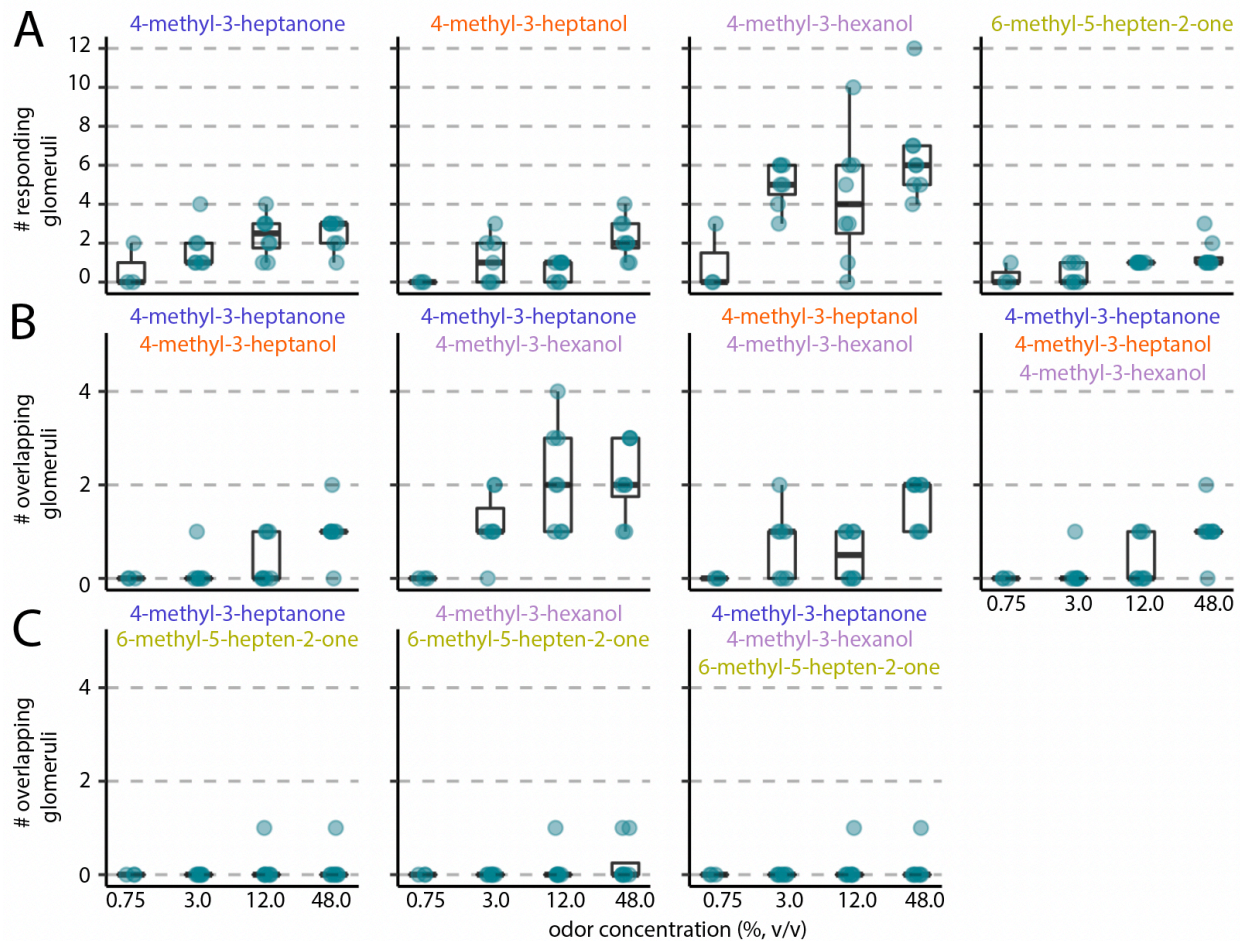 A
4-methyl-3-heptanone
4-methyl-3-heptanol
4-methyl-3-hexanol
6-methyl-5-hepten-2-one
# responding
glomeruli
12
10
8
6
4
2
0
B
4-methyl-3-heptanone
4-methyl-3-heptanol
4-methyl-3-heptanone
4-methyl-3-hexanol
4-methyl-3-heptanol
4-methyl-3-hexanol
4-methyl-3-heptanone
4-methyl-3-heptanol
4-methyl-3-hexanol
# overlapping
glomeruli
4
2
0
0.75 3.0 12.0 48.0
C
4-methyl-3-heptanone
6-methyl-5-hepten-2-one
4-methyl-3-hexanol
6-methyl-5-hepten-2-one
4-methyl-3-heptanone
4-methyl-3-hexanol
6-methyl-5-hepten-2-one
# overlapping
glomeruli
4
2
0
0.75 3.0 12.0 48.0
0.75 3.0 12.0 48.0
0.75 3.0 12.0 48.0
odor concentration (%, v/v)